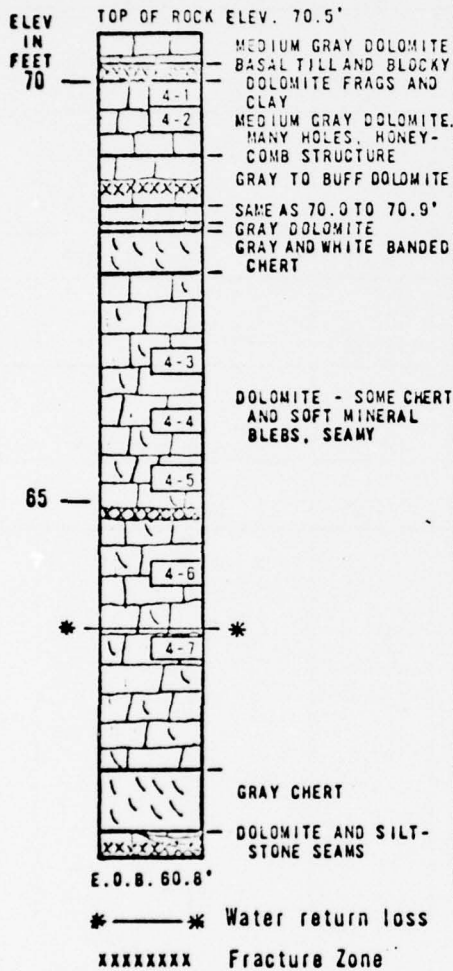 TOP OF ROCK ELEV. 70.5'
ELEV
IN
FEET
MEDIUM GRAY DOLOMITE
BASAL TILL AND BLOCKY
DOLOMITE FRAGS AND
CLAY
70
4-1
4-2
MEDIUM GRAY DOLOMITE,
MANY HOLES, HONEY-
COMB STRUCTURE
GRAY TO BUFF DOLOMITE
XXXXXXXX
SAME AS 70.0 TO 70.9'
GRAY DOLOMITE
GRAY AND WHITE BANDED
CHERT
4-3
DOLOMITE - SOME CHERT
AND SOFT MINERAL
BLEBS, SEAMY
4-4
4-5
65
4-6
4-7
GRAY CHERT
DOLOMITE AND SILT-
STONE SEAMS
E.O.B. 60.8'
Water return loss
XXXXXXXX Fracture Zone